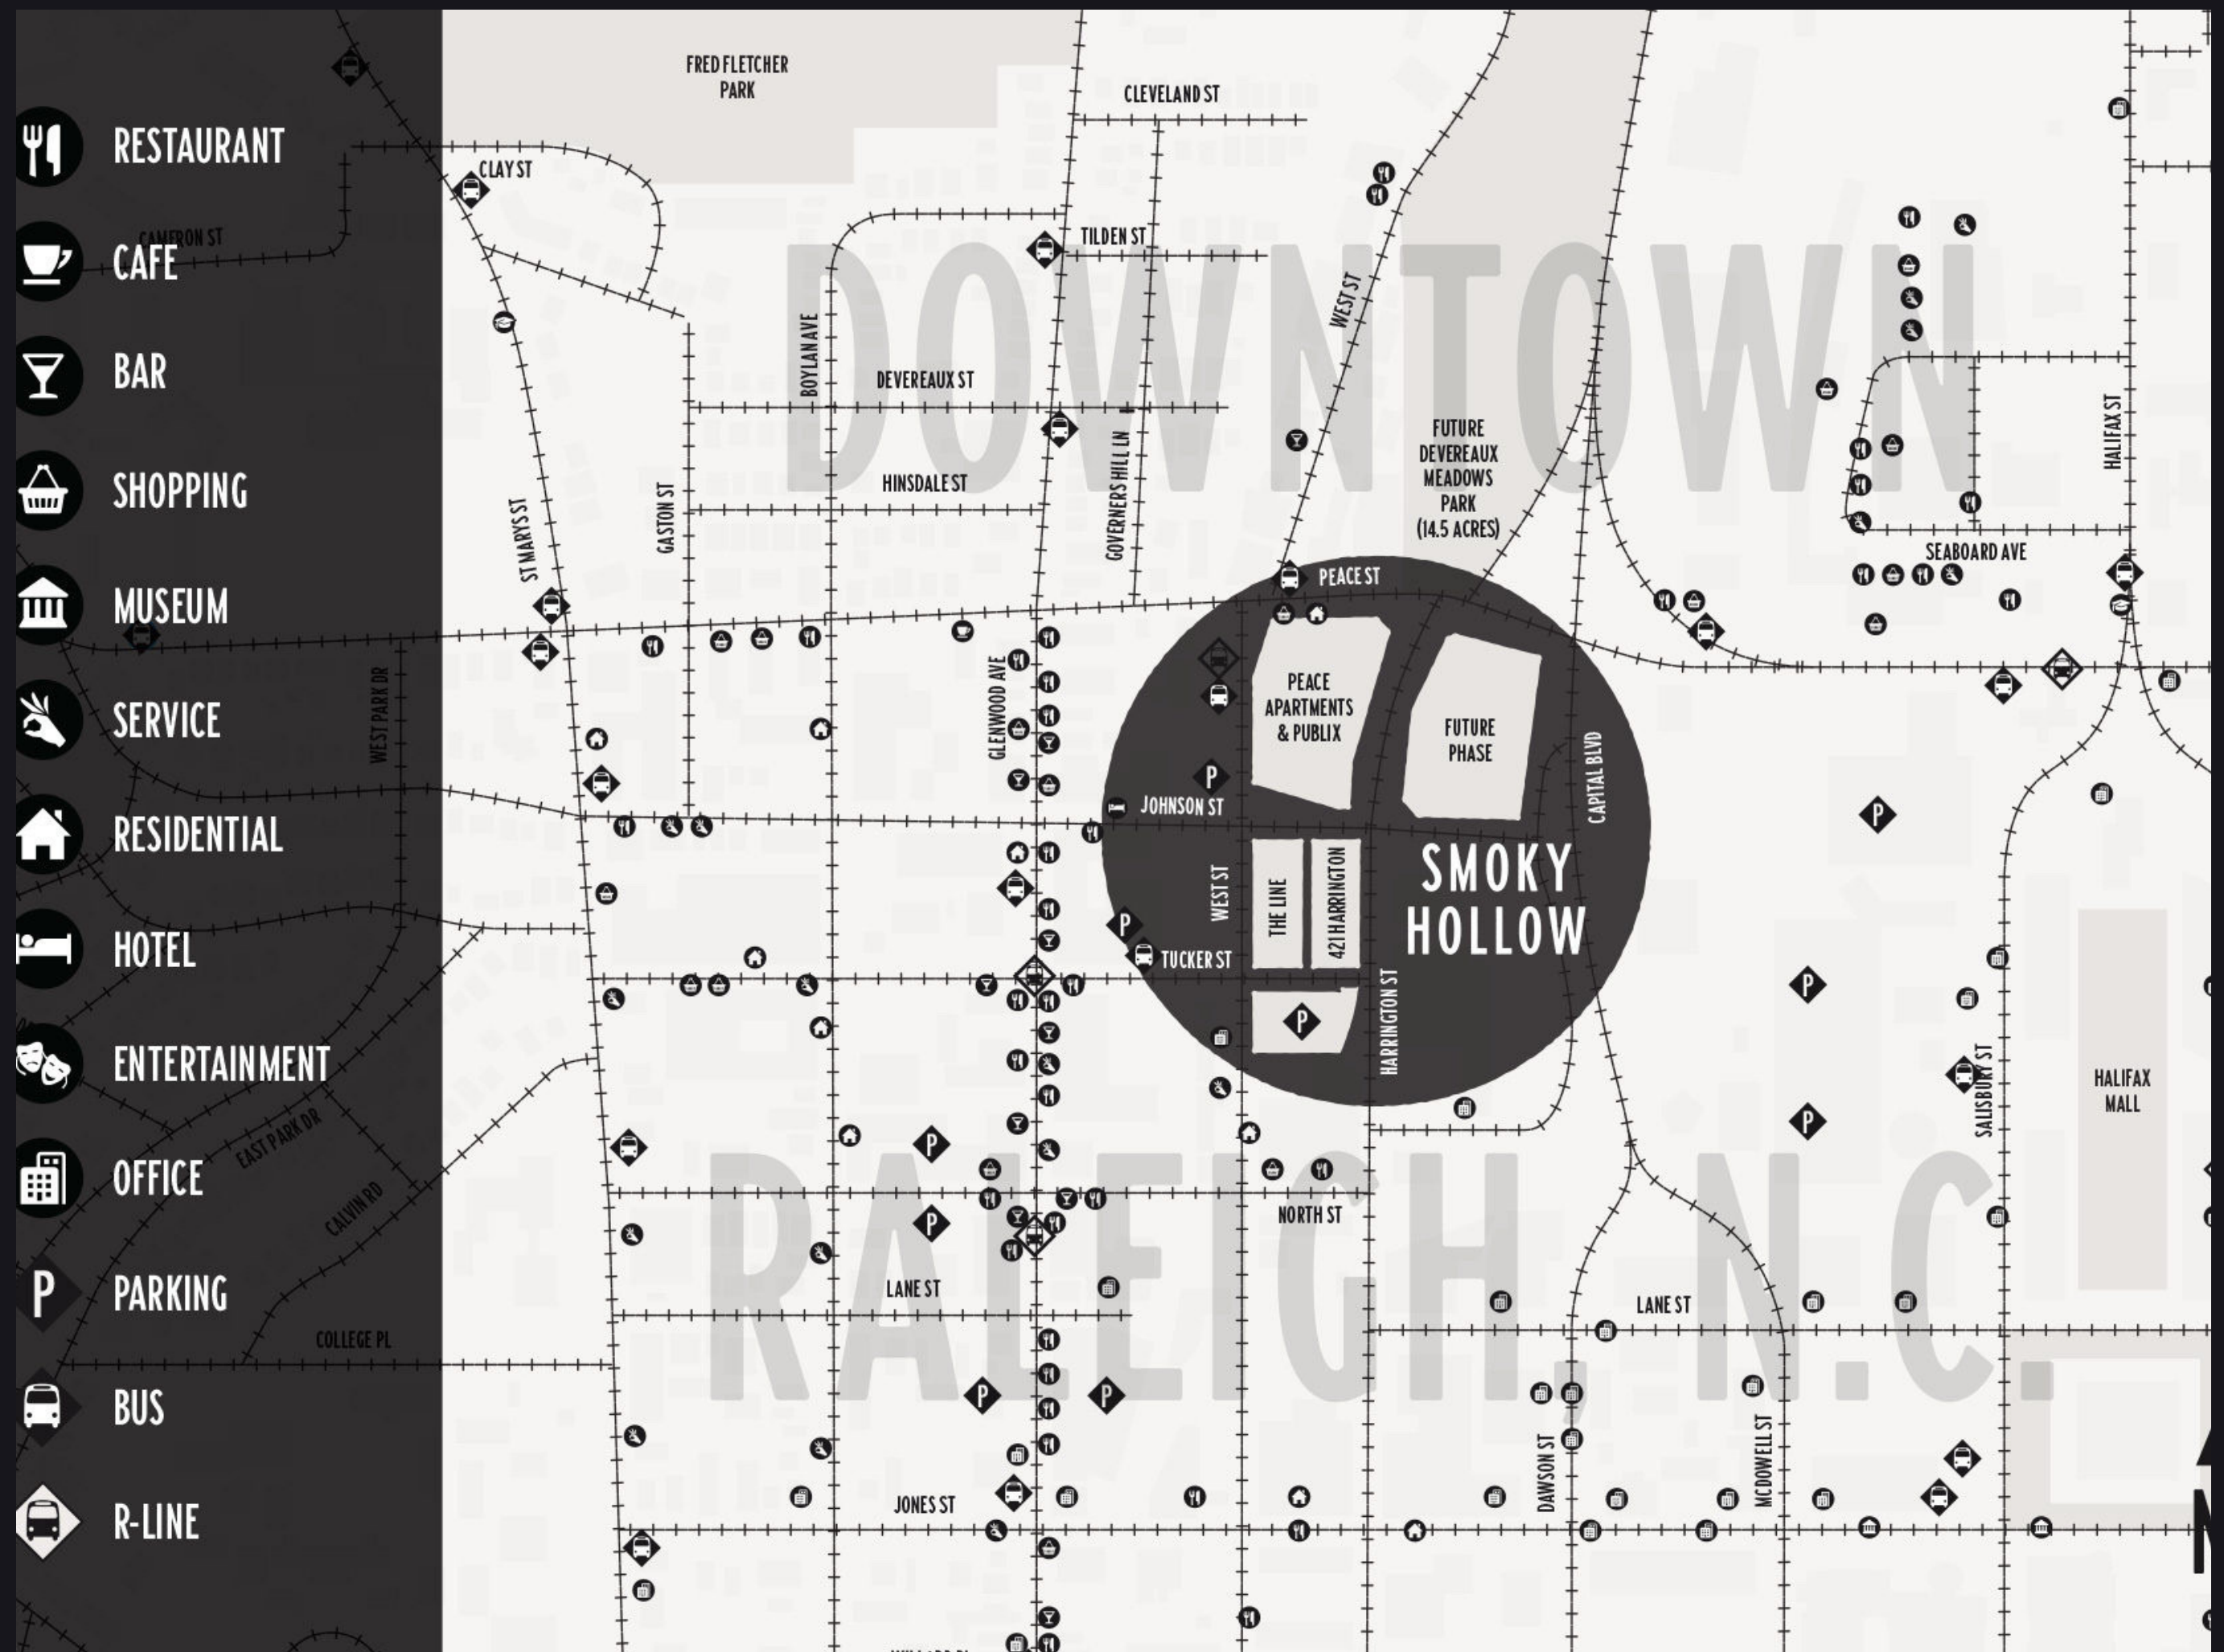 RESTAURANT
CAMERON ST
CAFE
BAR
SHOPPING
MUSEUM
SERVICE
RESIDENTIAL
HOTEL
ENTERTAINMENT
OFFICE
P
PARKING
BUS
R-LINE
WEST PARK DR
EAST PARK DR
CALVIN RD
COLLEGE PL
FRED FLETCHER
PARK
CLEVELAND ST
CLAY ST
TILDEN ST
DOWNTOWN
WEST ST
BOYLAN AVE
DEVEREAUX ST
HINSDALE ST
GASTON ST
ST MARYS ST
GOVERNERS HILL LN
FUTURE
DEVEREAUX
MEADOWS
PARK
(14.5 ACRES)
HALIFAX ST
SEABOARD AVE
PEACE ST
GLENWOOD AVE
PEACE
APARTMENTS
& PUBLIX
FUTURE
PHASE
CAPITAL BLVD
P
JOHNSON ST
P
SMOKY
HOLLOW
WEST ST
THE LINE
421 HARRINGTON
P
TUCKER ST
P
HARRINGTON ST
P
P
SALISBURY ST
HALIFAX
MALL
P
P
RALEIGH, N.C.
NORTH ST
LANE ST
LANE ST
P
P
DAWSON ST
MCDOWELL ST
JONES ST
N